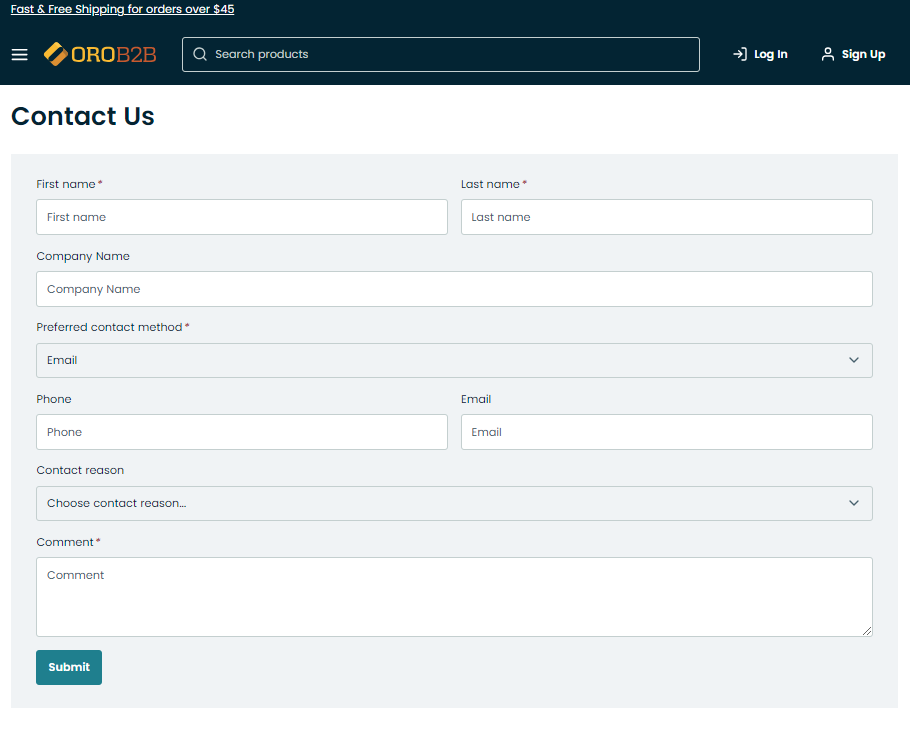 Fast & Free Shipping for orders over $45
OROB2B
Search products
Log In
Sign Up
Contact Us
First name*
Last name*
First name
Last name
Company Name
Company Name
Preferred contact method*
Email
Phone
Email
Phone
Email
Contact reason
Choose contact reason...
Comment*
Comment
Submit